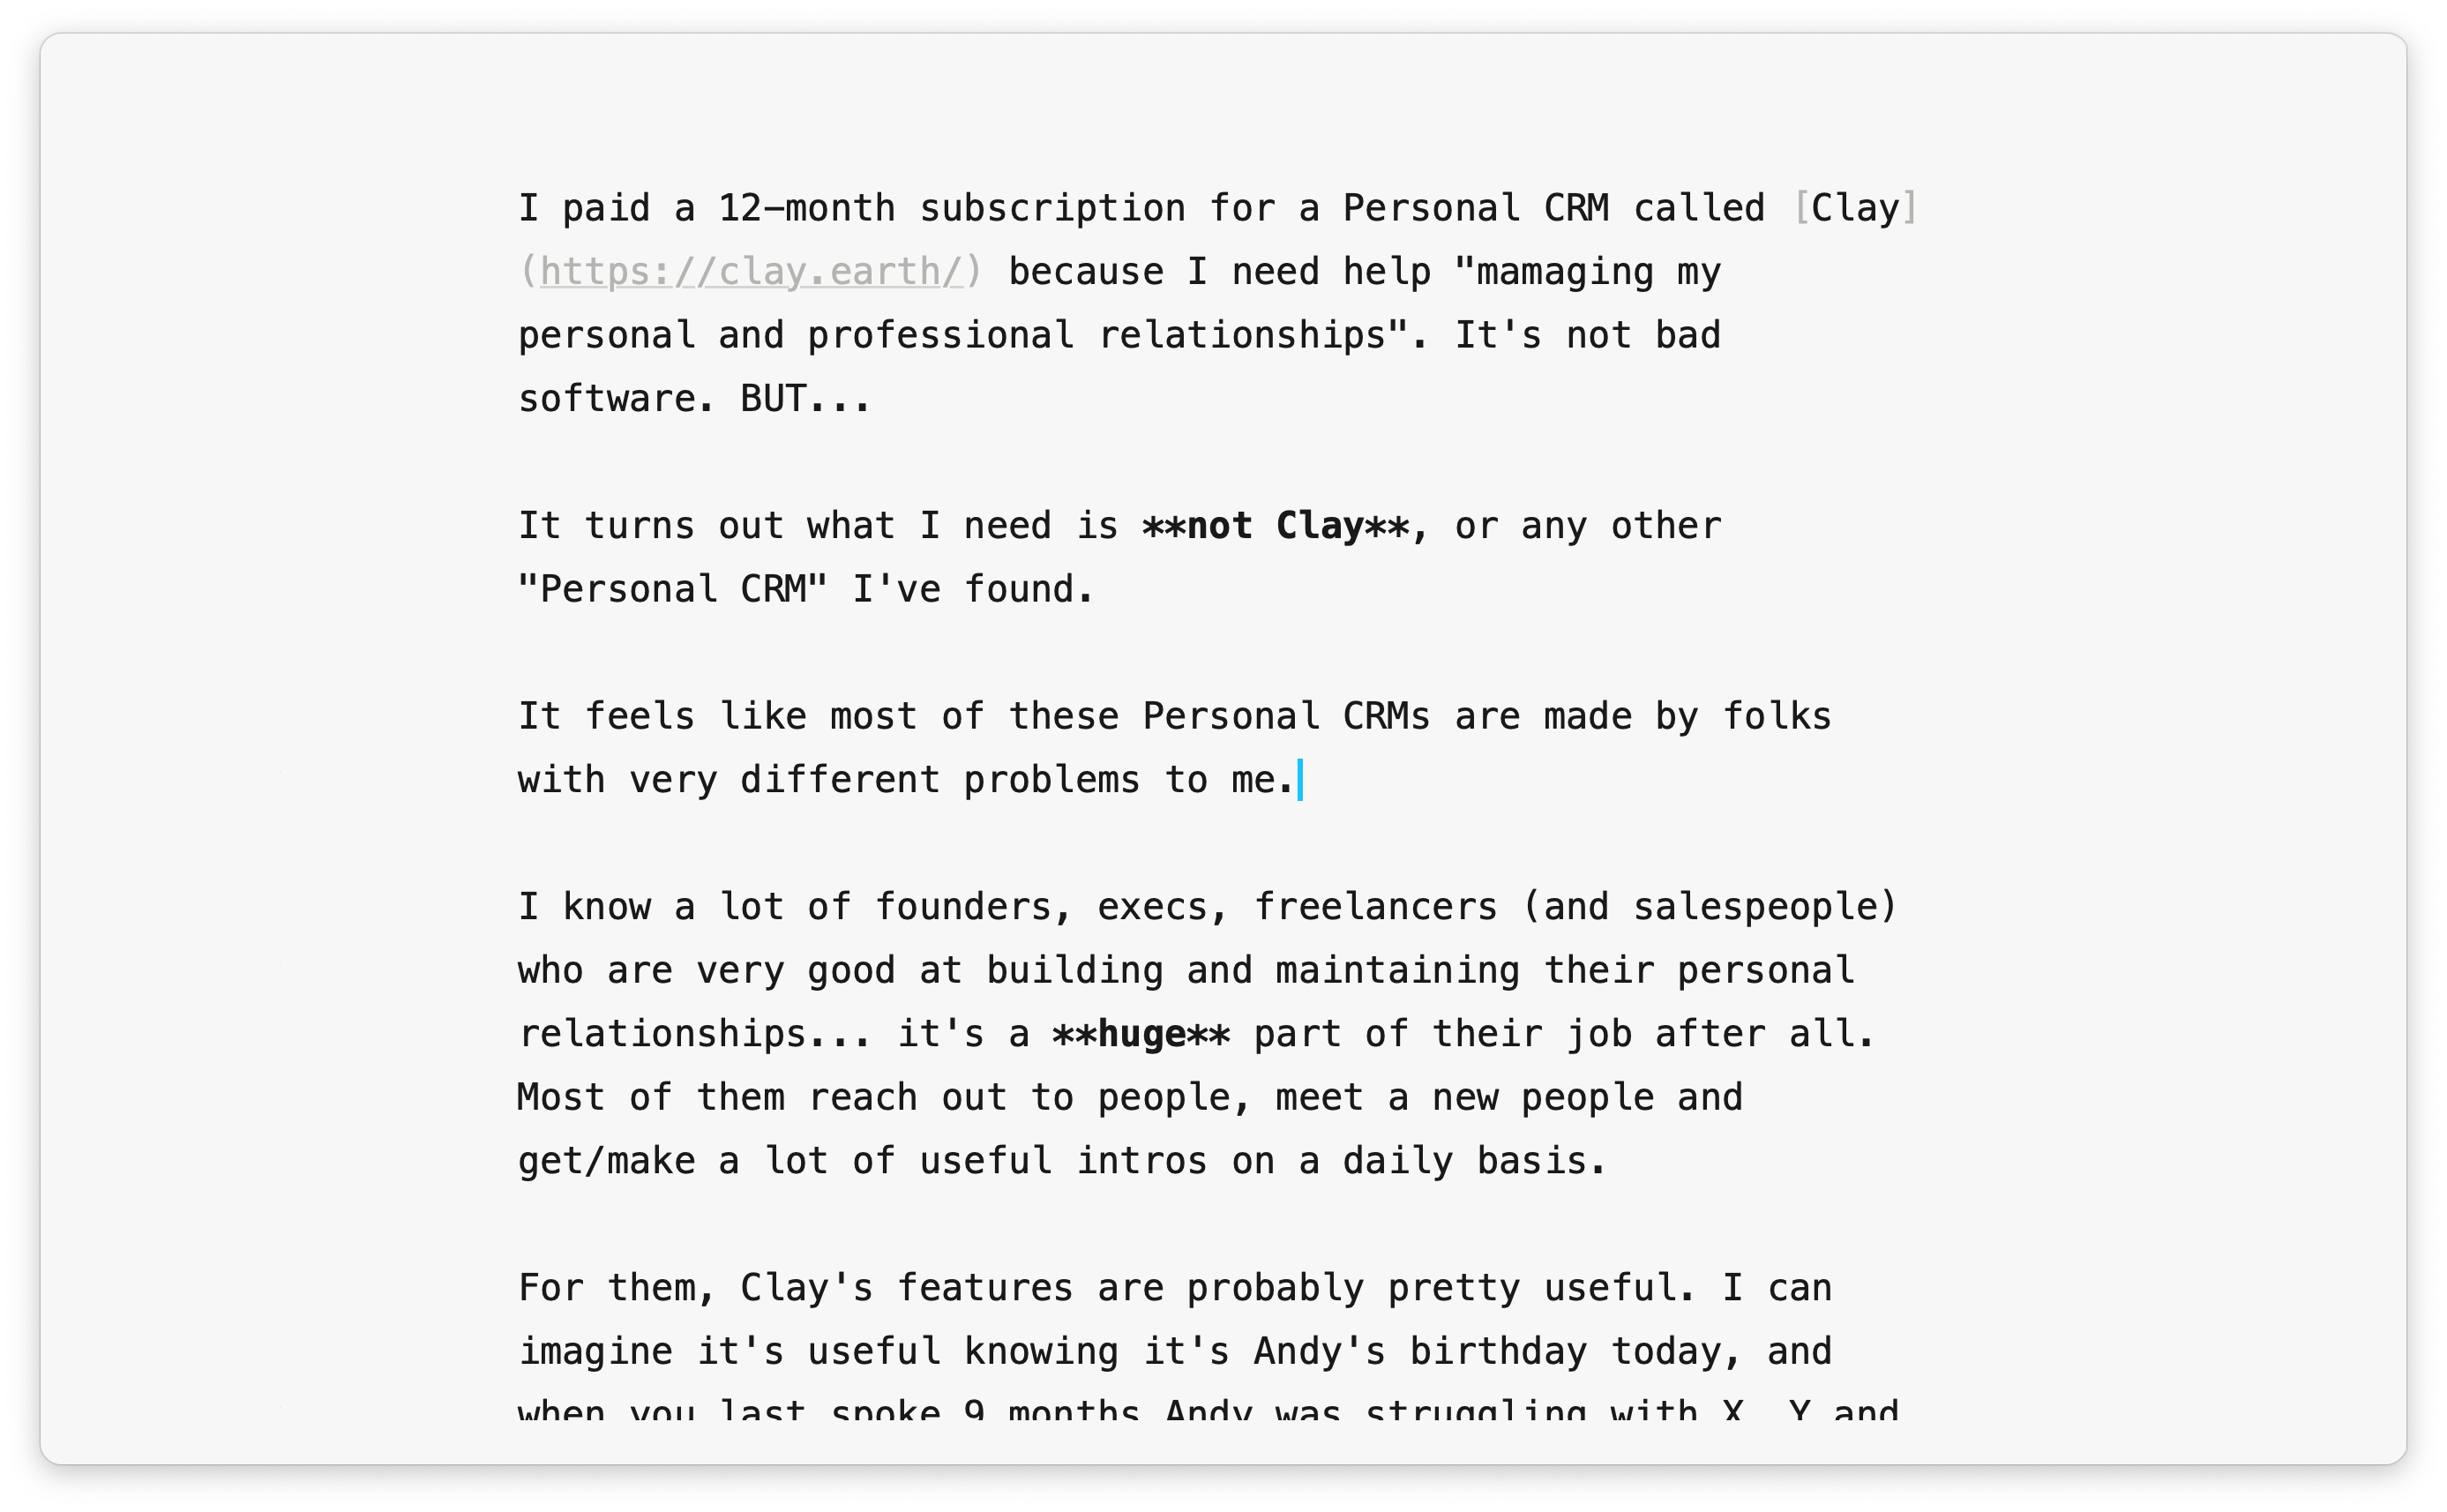 I paid a 12-month subscription for a Personal CRM called [Clay]
(https://clay.earth/) because I need help "mamaging my
personal and professional relationships". It's not bad
software. BUT...
It turns out what I need is **not Clay**, or any other
"Personal CRM" I've found.
It feels like most of these Personal CRMs are made by folks
with very different problems to me.
I know a lot of founders, execs, freelancers (and salespeople)
who are very good at building and maintaining their personal
relationships... it's a **huge** part of their job after all.
Most of them reach out to people, meet a new people and
get/make a lot of useful intros on a daily basis.
For them, Clay's features are probably pretty useful. I can
imagine it's useful knowing it's Andy's birthday today, and
when you last spoke 9 months Andy was struggling with X, Y and